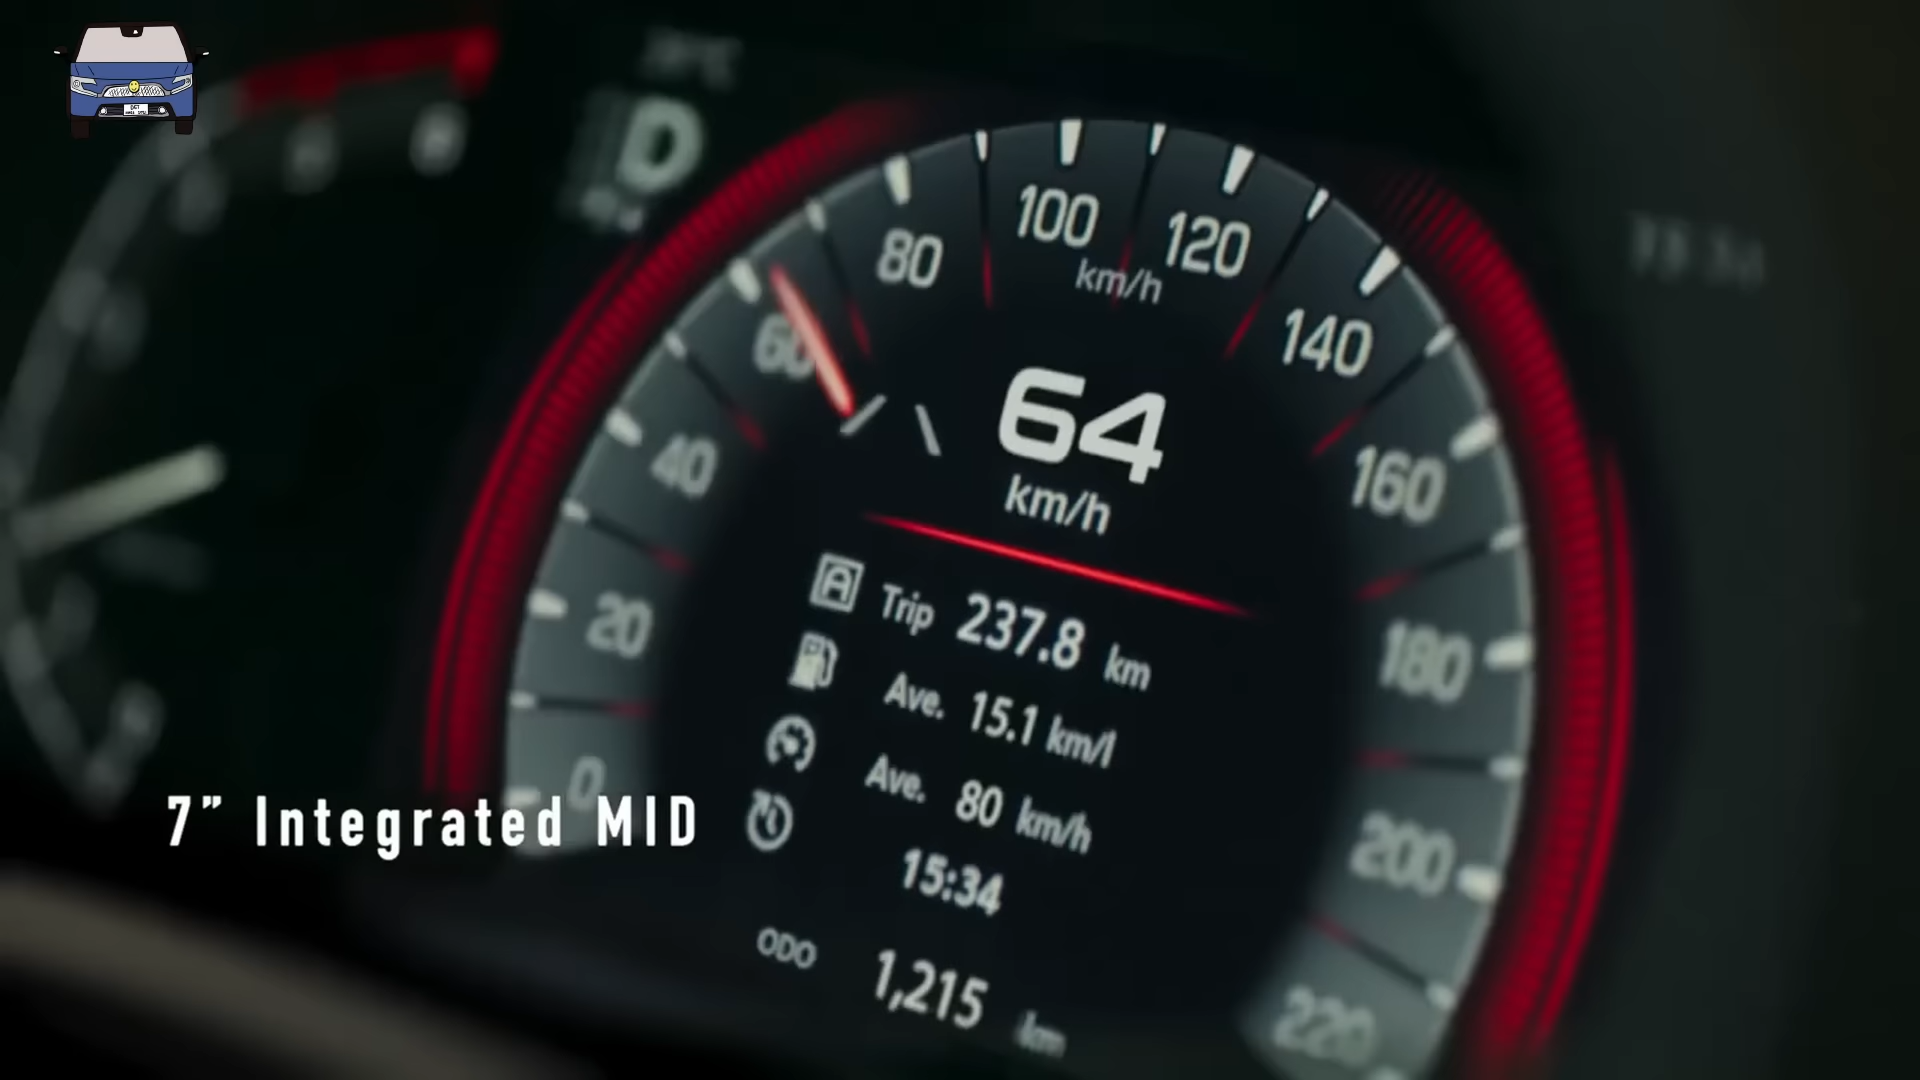 D
100
km/h
120
80
140
60
64
km/h
40
160
A Trip 237.8 km
20
180
Ave. 15.1 km/l
Ave. 80 km/h
0
7” Integrated MID
200
15:34
ODO 1,215 km
220